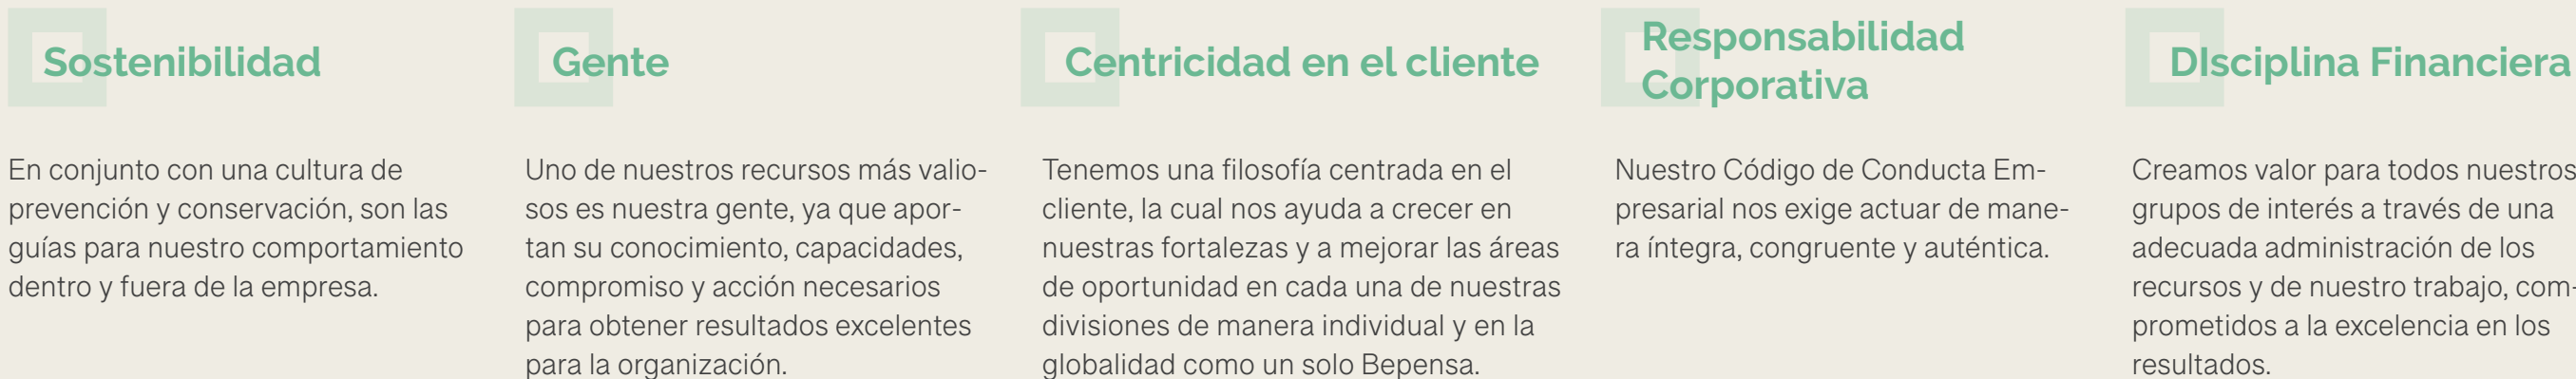 Sostenibilidad
En conjunto con una cultura de
prevención y conservación, son las
guías para nuestro comportamiento
dentro y fuera de la empresa.
Gente
Uno de nuestros recursos más valio-
sos es nuestra gente, ya que apor-
tan su conocimiento, capacidades,
compromiso y acción necesarios
para obtener resultados excelentes
para la organización.
Centricidad en el cliente
Tenemos una filosofía centrada en el
cliente, la cual nos ayuda a crecer en
nuestras fortalezas y a mejorar las áreas
de oportunidad en cada una de nuestras
divisiones de manera individual y en la
globalidad como un solo Bepensa.
Responsabilidad
Corporativa
Nuestro Código de Conducta Em-
presarial nos exige actuar de mane-
ra íntegra, congruente y auténtica.
DIsciplina Financiera
Creamos valor para todos nuestros
grupos de interés a través de una
adecuada administración de los
recursos y de nuestro trabajo, com-
prometidos a la excelencia en los
resultados.